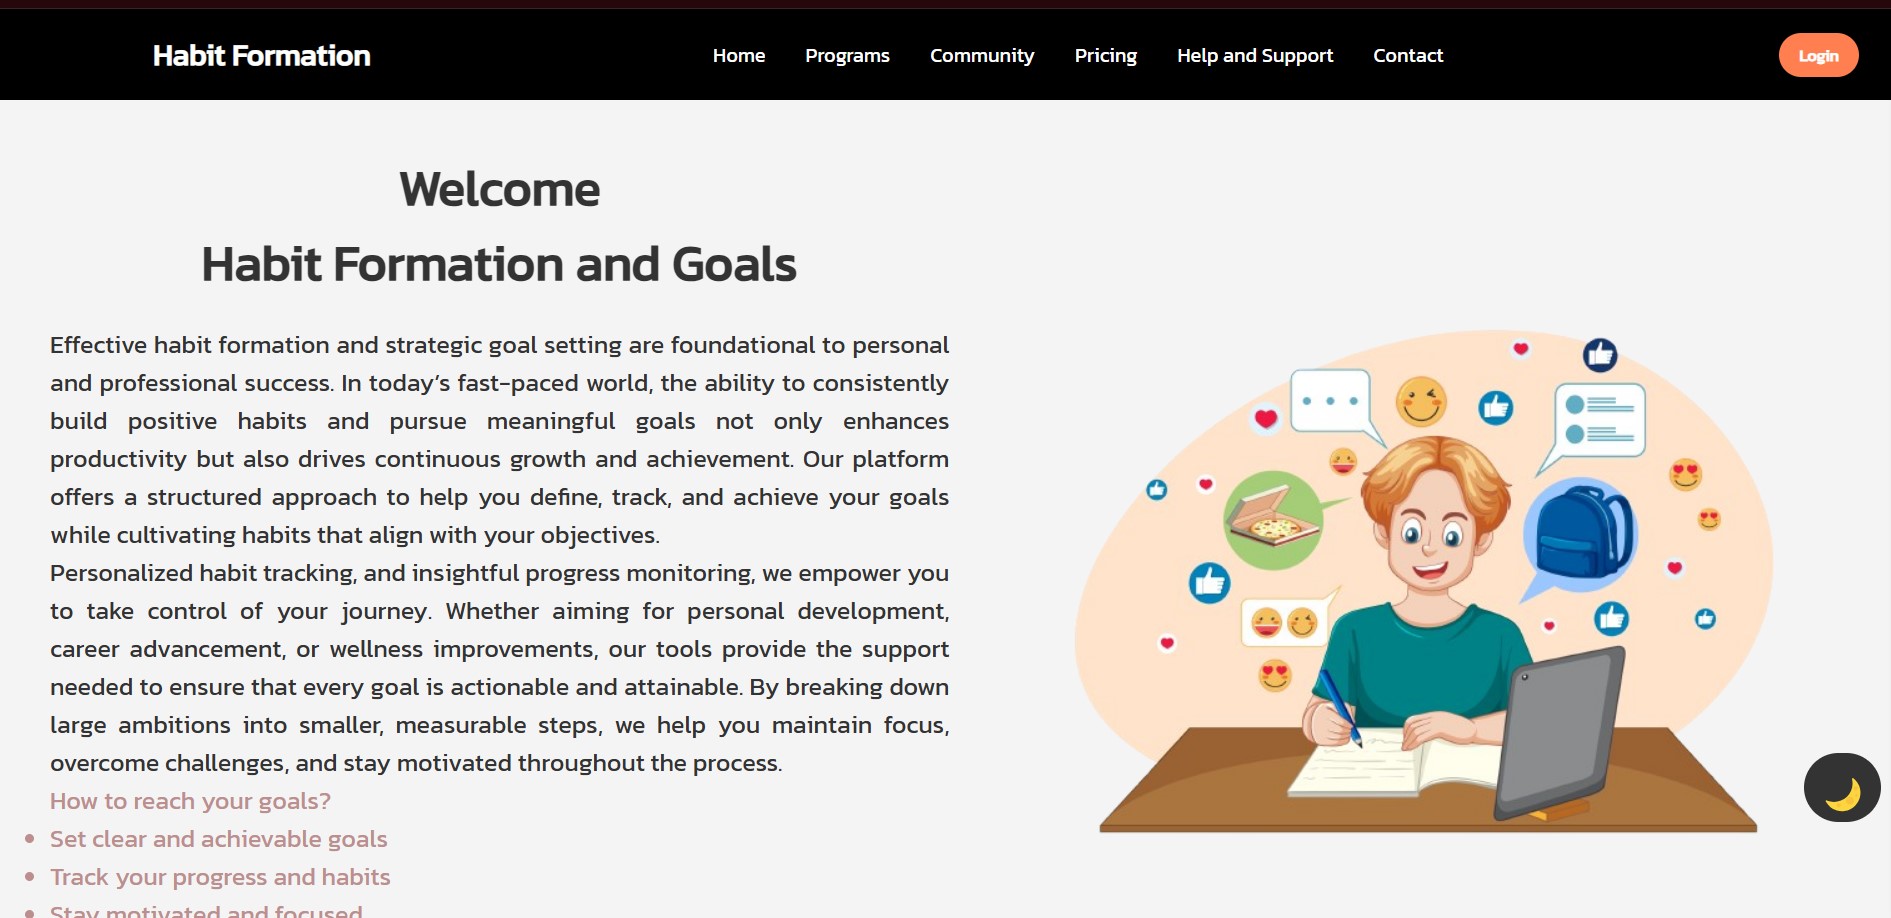 Habit Formation
Home Programs Community Pricing Help and Support Contact
Login
Welcome
Habit Formation and Goals
Effective habit formation and strategic goal setting are foundational to personal
and professional success. In today’s fast-paced world, the ability to consistently
build positive habits and pursue meaningful goals not only enhances
productivity but also drives continuous growth and achievement. Our platform
offers a structured approach to help you define, track, and achieve your goals
while cultivating habits that align with your objectives.
Personalized habit tracking, and insightful progress monitoring, we empower you
to take control of your journey. Whether aiming for personal development,
career advancement, or wellness improvements, our tools provide the support
needed to ensure that every goal is actionable and attainable. By breaking down
large ambitions into smaller, measurable steps, we help you maintain focus,
overcome challenges, and stay motivated throughout the process.
How to reach your goals?
Set clear and achievable goals
Track your progress and habits
Stay motivated and focused